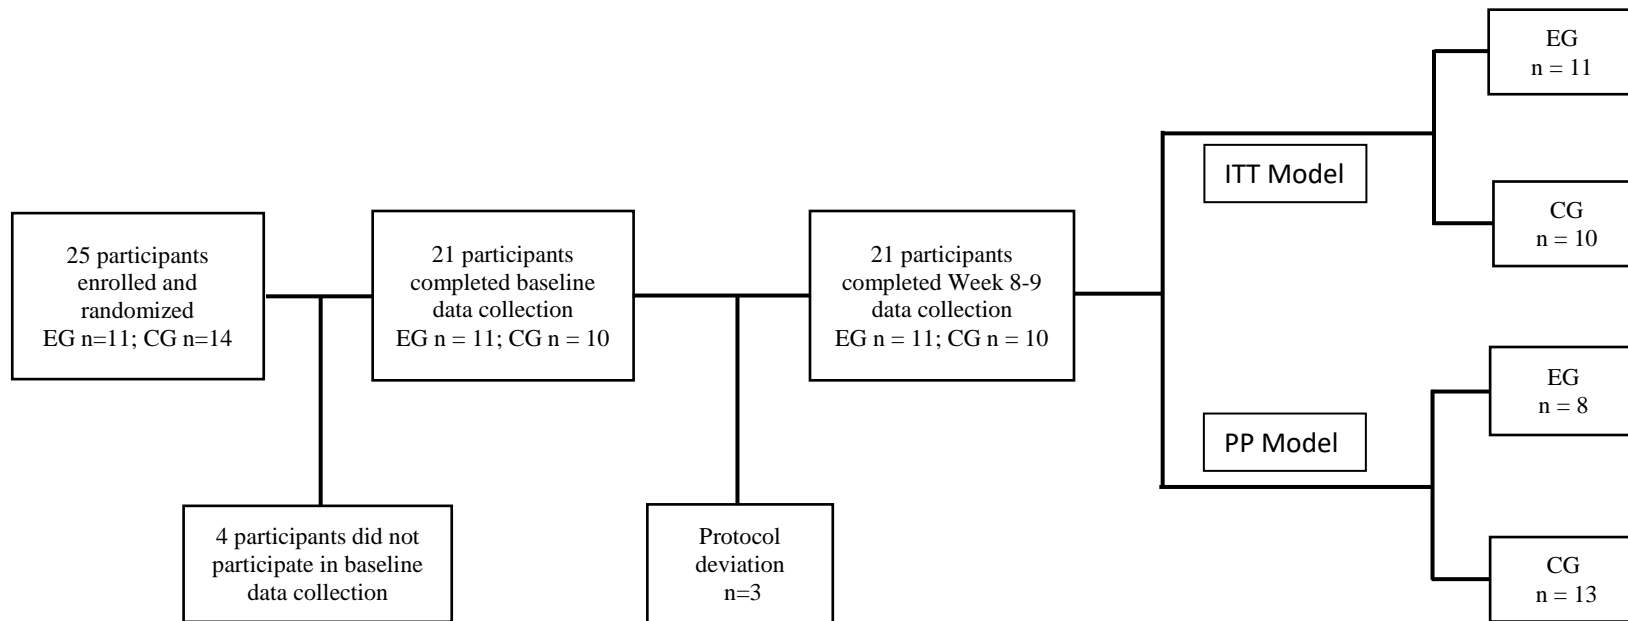 25 participants
enrolled and
randomized
EG n=11; CG n=14
4 participants did not
participate in baseline
data collection
21 participants
completed baseline
data collection
EG n = 11; CG n = 10
Protocol
deviation
n=3
21 participants
completed Week 8-9
data collection
EG n = 11; CG n = 10
ITT Model
EG
n = 11
CG
n = 10
PP Model
EG
n = 8
CG
n = 13